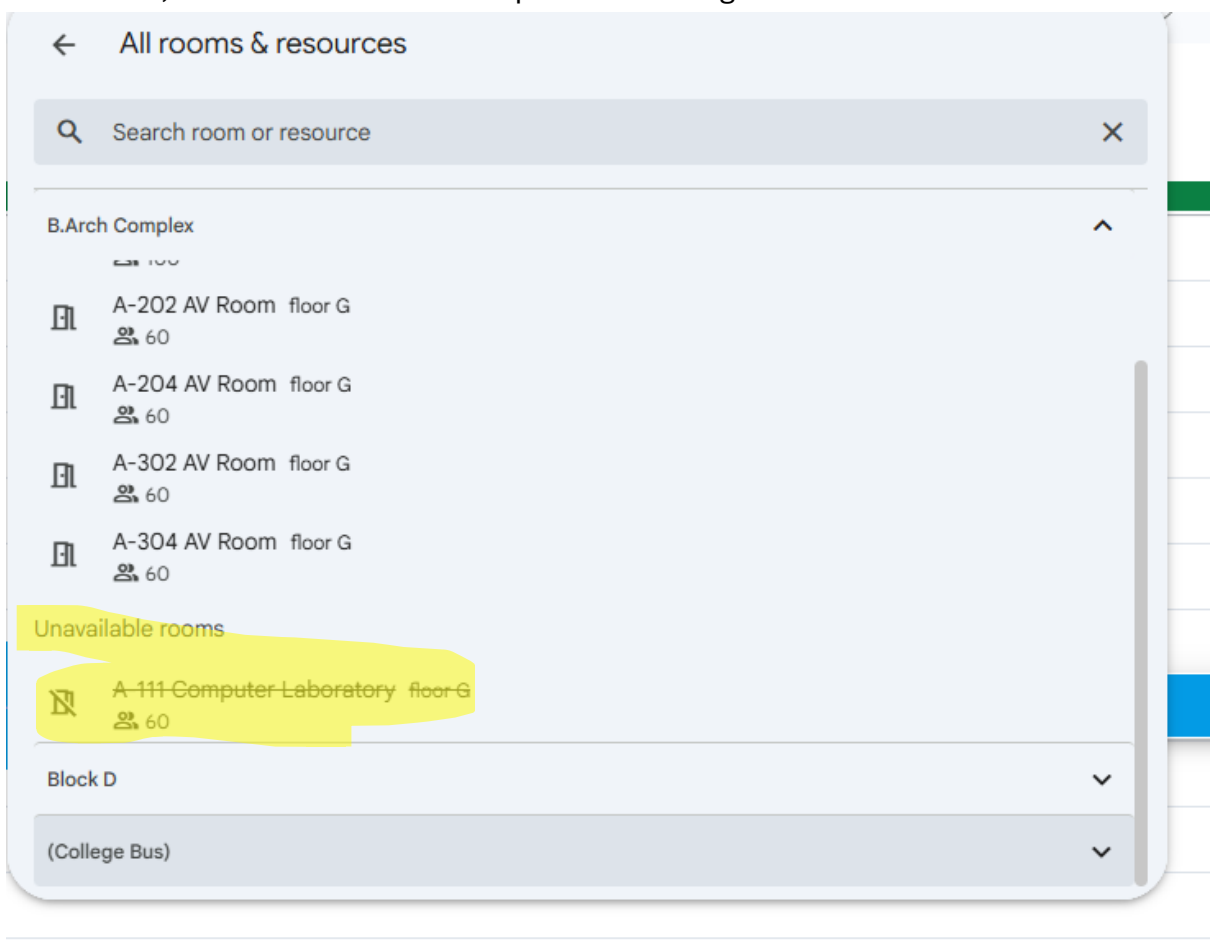 All rooms & resources
Search room or resource
B.Arch Complex
A-202 AV Room floor G
60
A-204 AV Room floor G
60
A-302 AV Room floor G
60
A-304 AV Room floor G
60
Unavailable rooms
A-111 Computer Laboratory floor G
60
Block D
(College Bus)